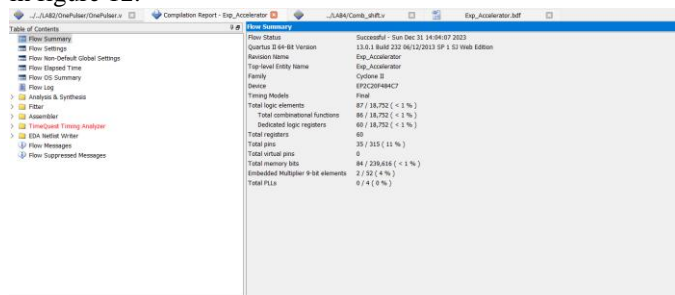 in figure 12.
../../LAB2/OnePulser/OnePulser.v
Compilation Report - Exp_Accelerator
../LAB4/Comb_shift.v
Exp_Accelerator.bdf
Table of Contents
Flow Summary
Flow Settings
Flow Non-Default Global Settings
Flow Elapsed Time
Flow OS Summary
Flow Log
Analysis & Synthesis
Fitter
Assembler
TimeQuest Timing Analyzer
EDA Netlist Writer
Flow Messages
Flow Suppressed Messages
Flow Summary
Flow Status Successful - Sun Dec 31 14:04:07 2023
Quartus II 64-Bit Version 13.0.1 Build 232 06/12/2013 SP 1 SJ Web Edition
Revision Name Exp_Accelerator
Top-level Entity Name Exp_Accelerator
Family Cyclone II
Device EP2C20F484C7
Timing Models Final
Total logic elements 87 / 18,752 ( < 1 % )
Total combinational functions 86 / 18,752 ( < 1 % )
Dedicated logic registers 60 / 18,752 ( < 1 % )
Total registers 60
Total pins 35 / 315 ( 11 % )
Total virtual pins 0
Total memory bits 84 / 239,616 ( < 1 % )
Embedded Multiplier 9-bit elements 2 / 52 ( 4 % )
Total PLLs 0 / 4 ( 0 % )